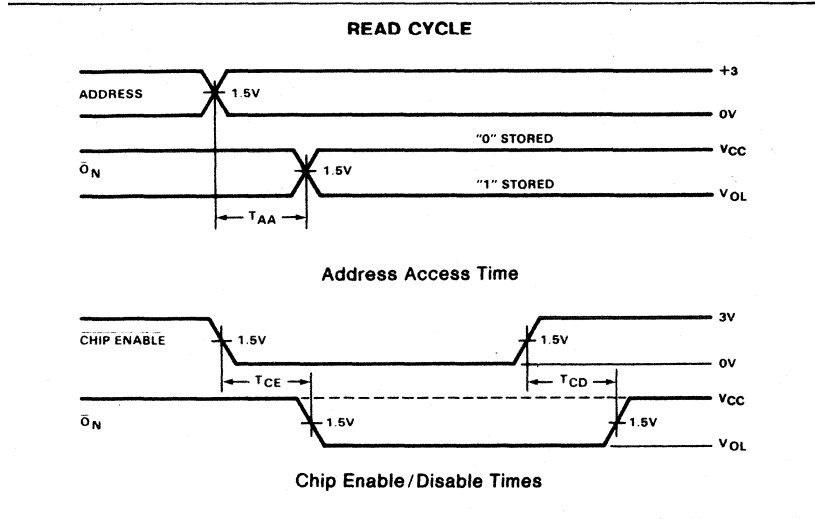 READ CYCLE
+3
ADDRESS
1.5V
0V
"0" STORED
VCC
ŌN
1.5V
"1" STORED
VOL
TAA
Address Access Time
3V
C̅H̅I̅P̅ E̅N̅A̅B̅L̅E̅
1.5V
1.5V
0V
TCE
TCD
VCC
ŌN
1.5V
1.5V
VOL
Chip Enable/Disable Times